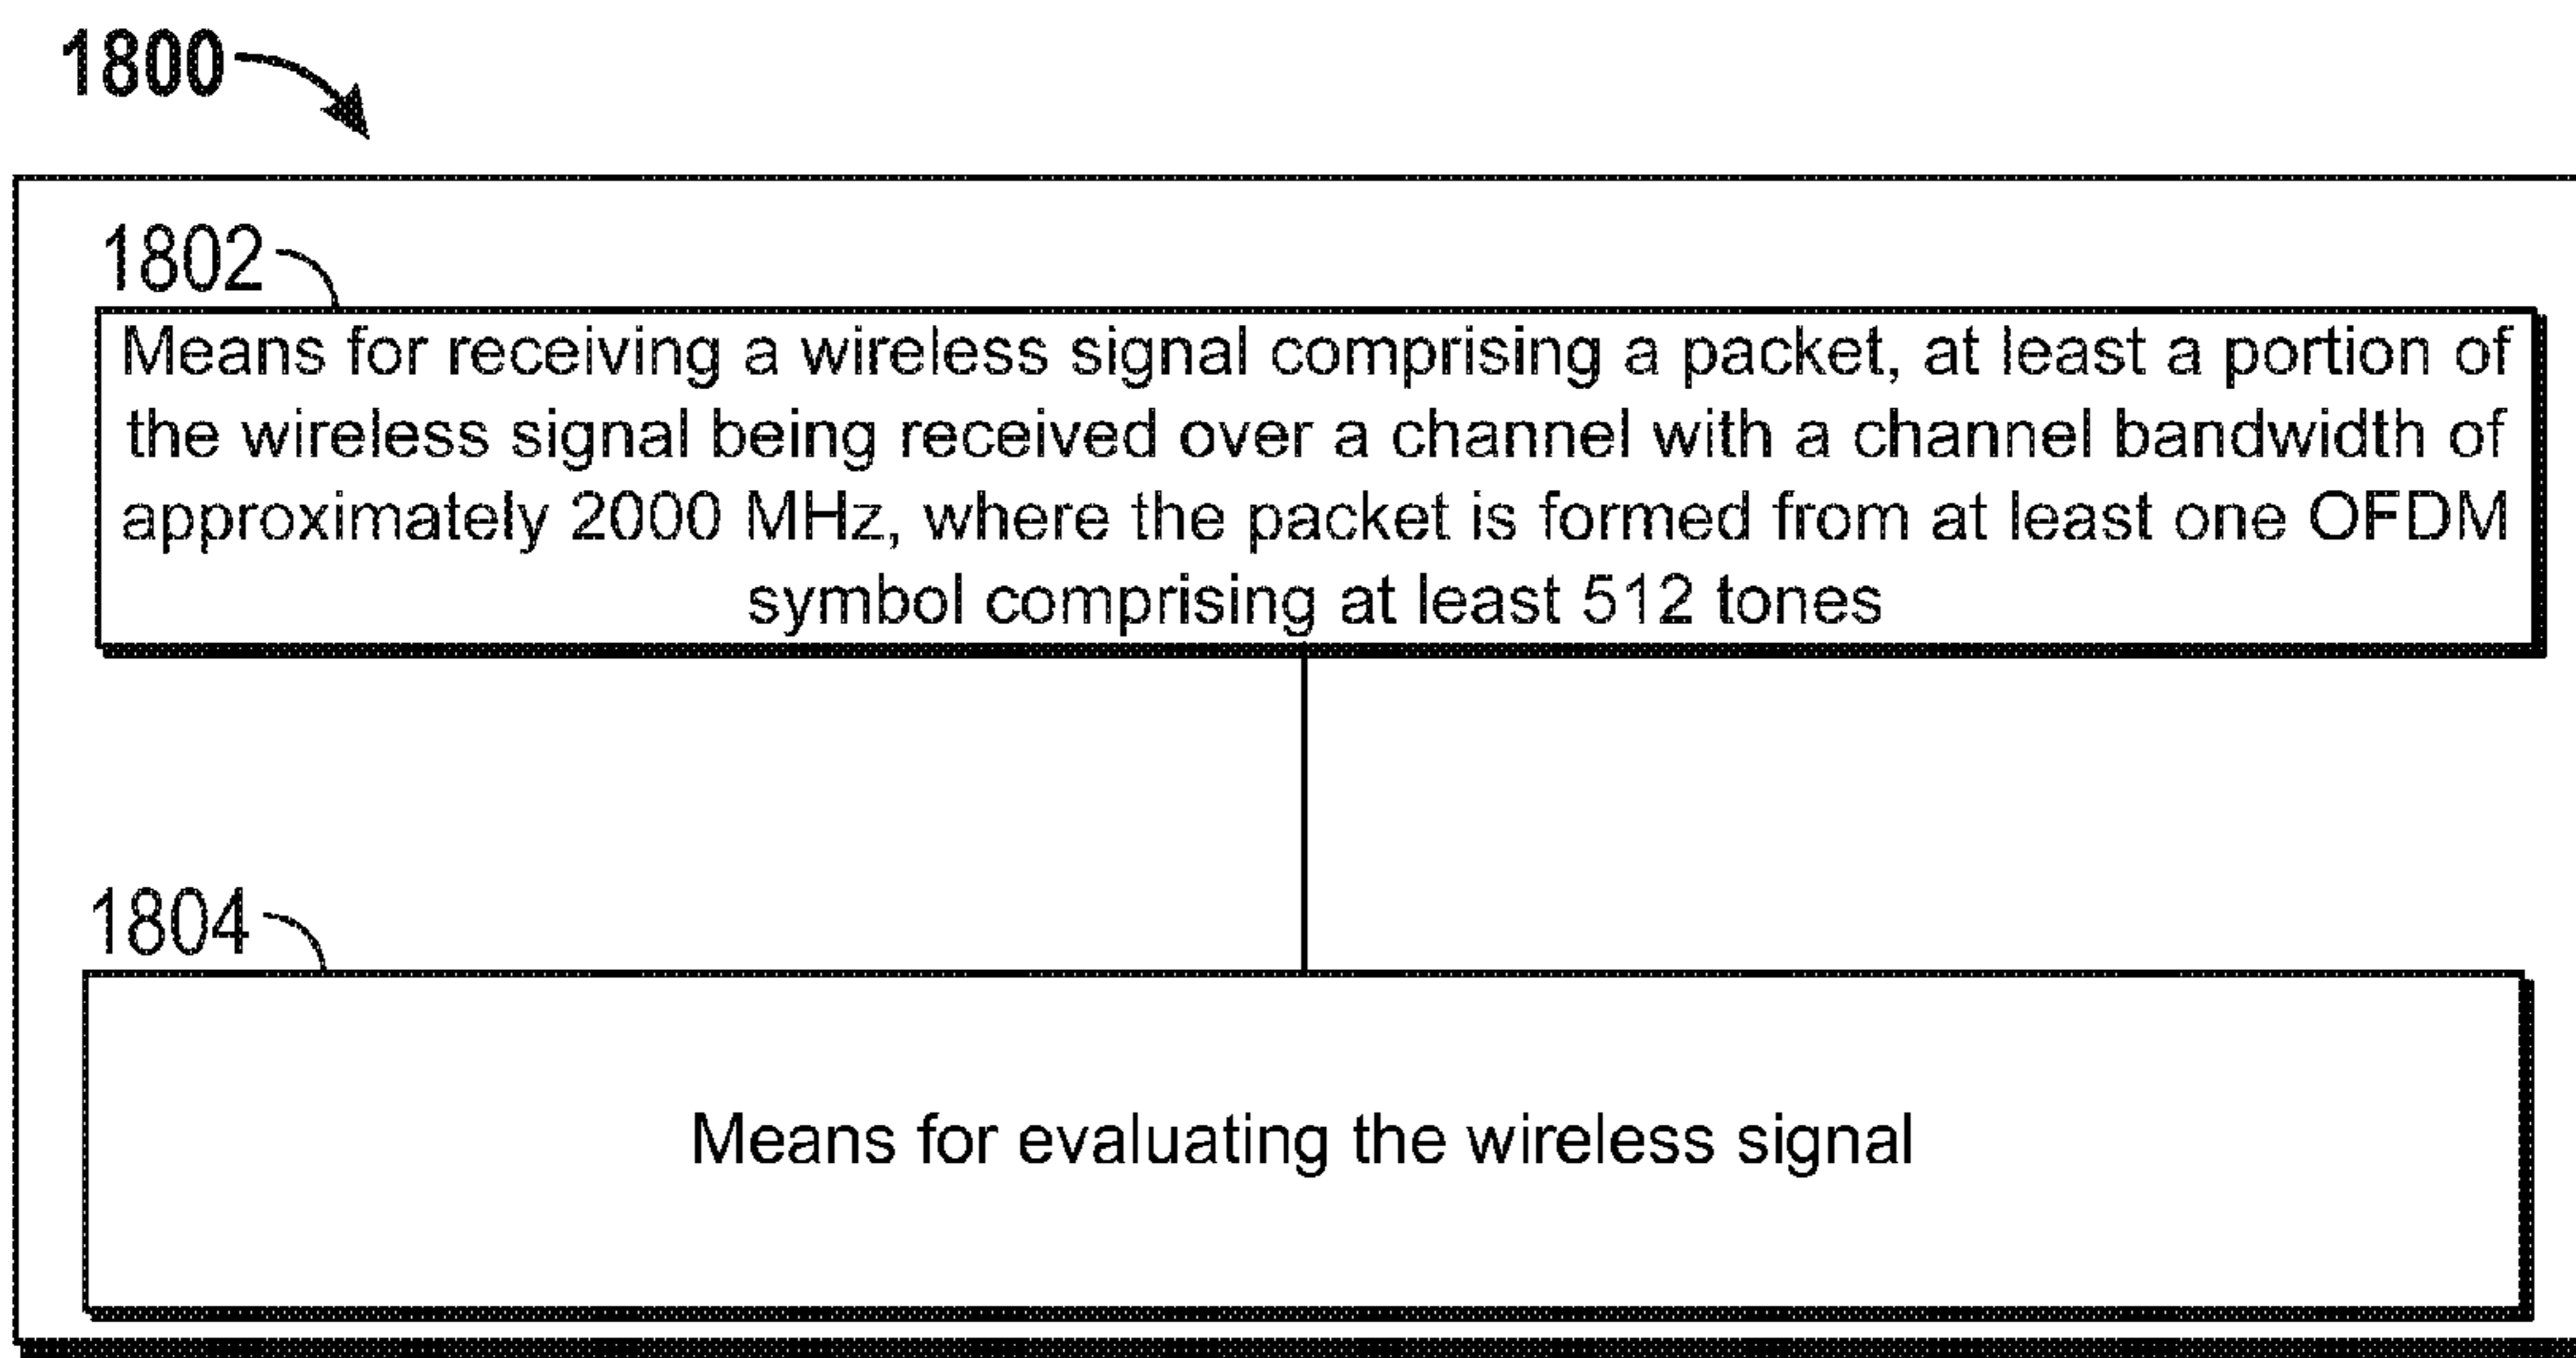 1800
1802
Means for receiving a wireless signal comprising a packet, at least a portion of
the wireless signal being received over a channel with a channel bandwidth of
approximately 2000 MHz, where the packet is formed from at least one OFDM
symbol comprising at least 512 tones
1804
Means for evaluating the wireless signal